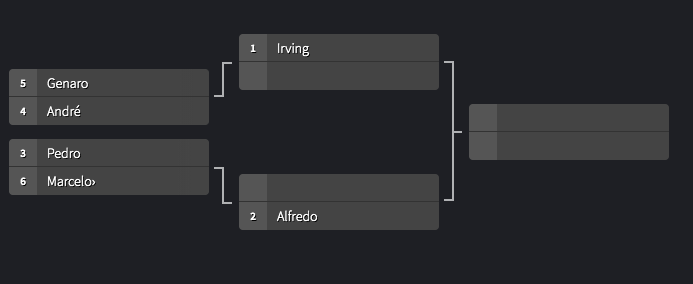 1 Irving
5 Genaro
4 André
3 Pedro
6 Marcelo›
2 Alfredo